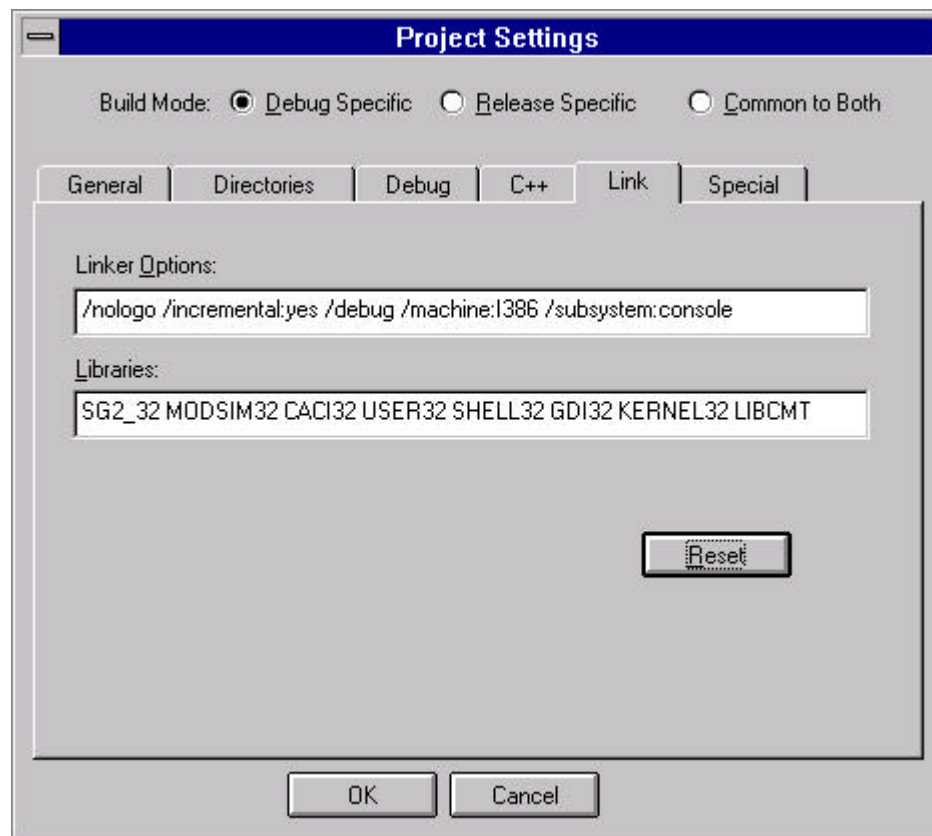 Project Settings
Build Mode: Debug Specific Release Specific Common to Both
General Directories Debug C++ Link Special
Linker Options:
/nologo /incremental:yes /debug /machine:I386 /subsystem:console
Libraries:
SG2_32 MODSIM32 CACI32 USER32 SHELL32 GDI32 KERNEL32 LIBCMT
Reset
OK Cancel